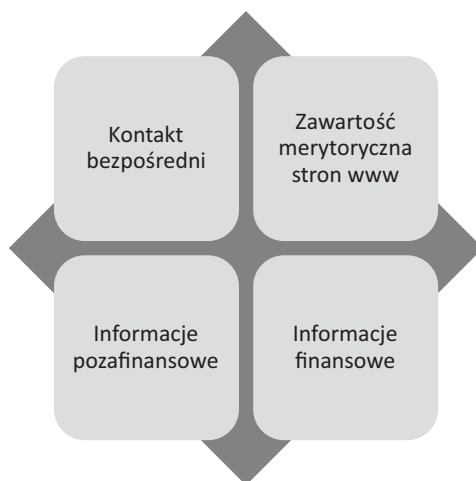 Kontakt
bezpośredni
Zawartość
merytoryczna
stron www
Informacje
pozafinansowe
Informacje
finansowe